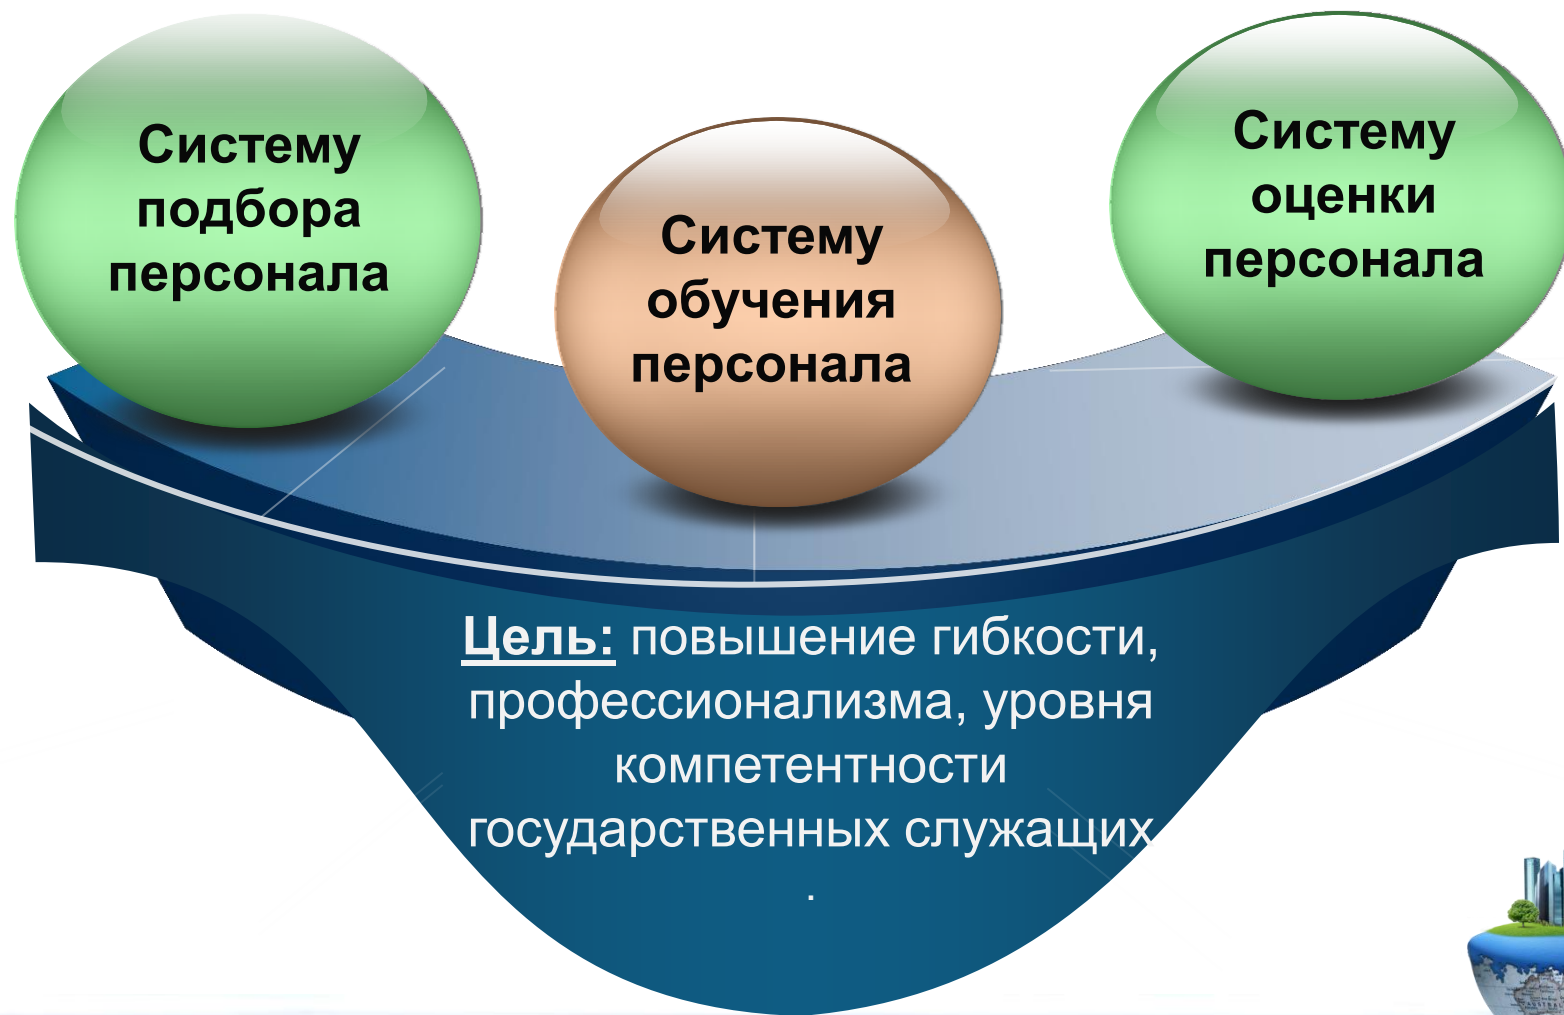 Систему
подбора
персонала
Систему
обучения
персонала
Систему
оценки
персонала
Цель: повышение гибкости,
профессионализма, уровня
компетентности
государственных служащих
.